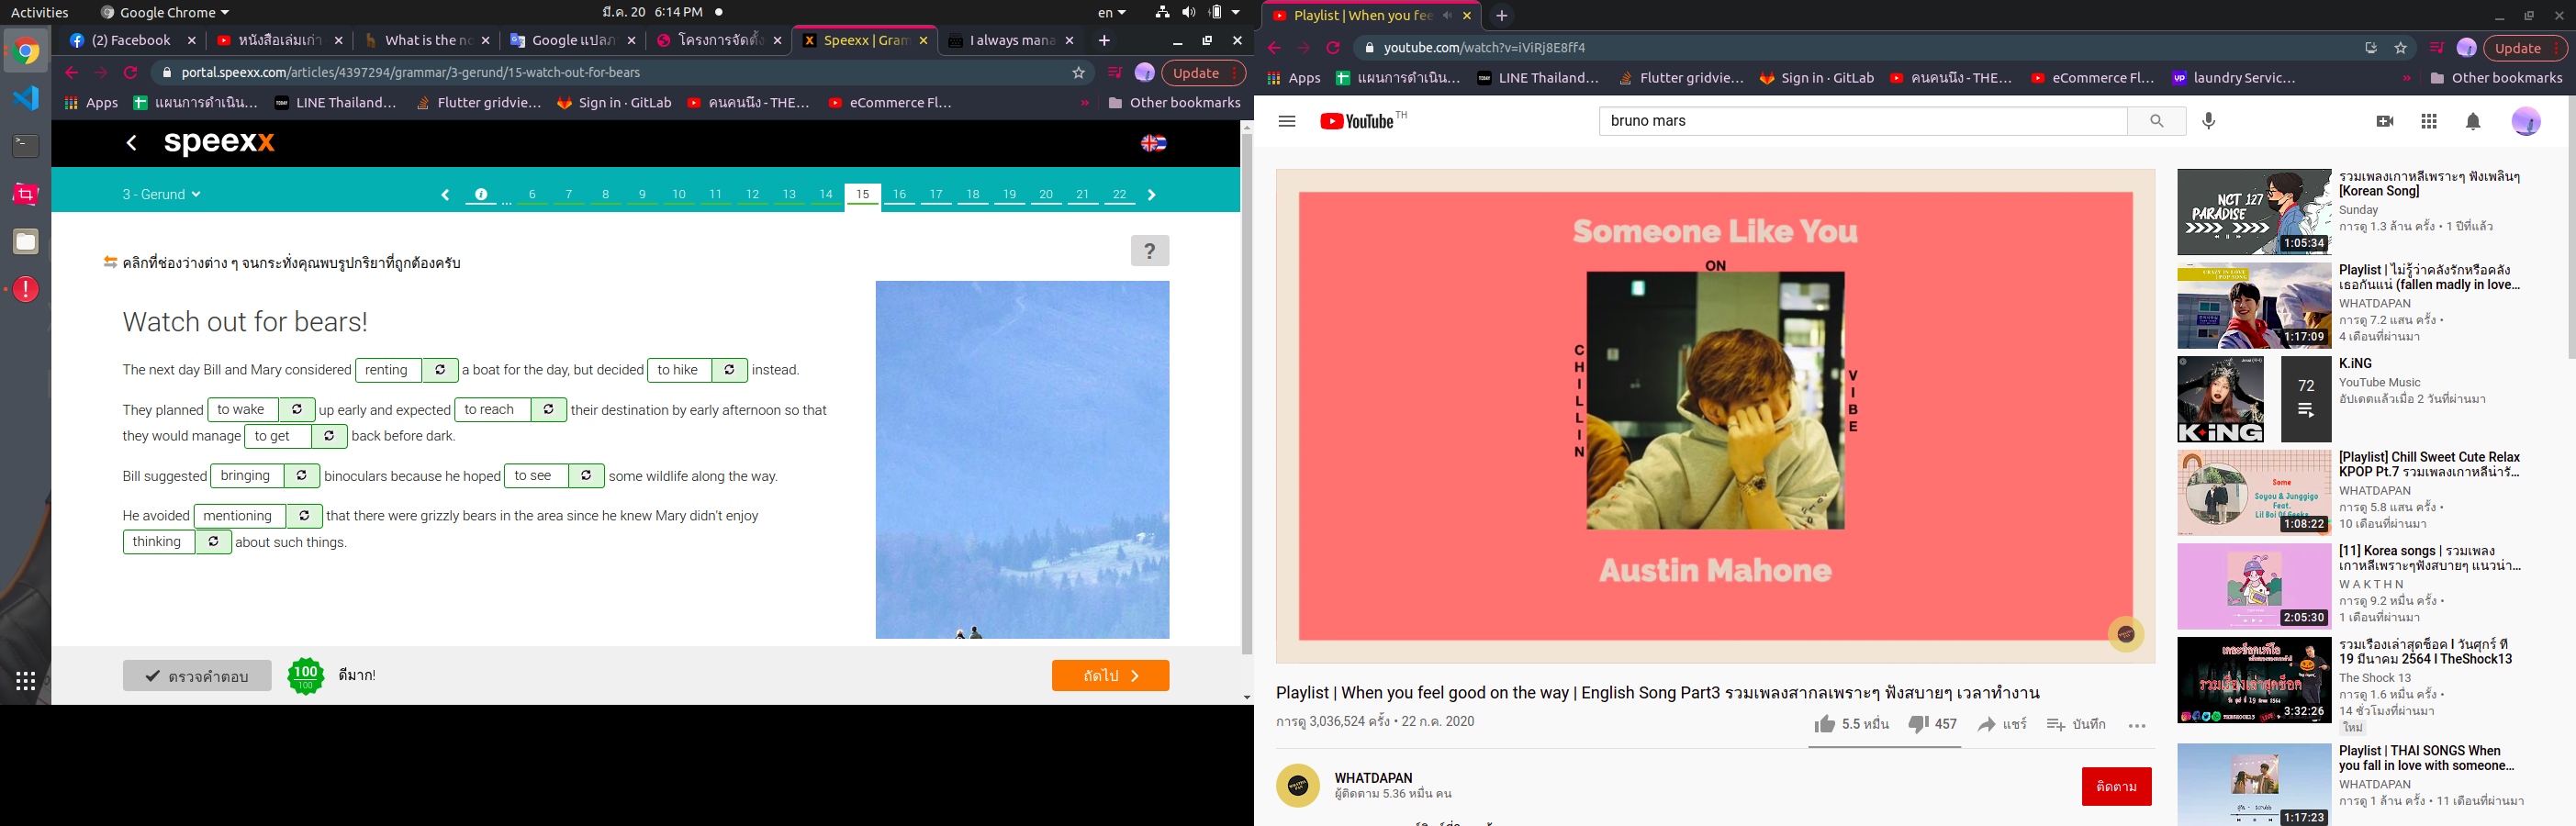 Activities
Google Chrome
มี.ค. 20 6:14 PM
en
(2) Facebook
หนังสือเล่มเก่า
What is the no
Google แปลภ
โครงการจัดตั้ง
Speexx | Gram
I always mana
portal.speexx.com/articles/4397294/grammar/3-gerund/15-watch-out-for-bears
Update
Apps
แผนการดำเนิน...
LINE Thailand...
Flutter gridvie...
Sign in · GitLab
คนคนนึง - THE...
eCommerce Fl...
Other bookmarks
speexx
3 - Gerund
... 6 7 8 9 10 11 12 13 14 15 16 17 18 19 20 21 22
คลิกที่ช่องว่างต่าง ๆ จนกระทั่งคุณพบรูปกริยาที่ถูกต้องครับ
?
Watch out for bears!
The next day Bill and Mary considered renting a boat for the day, but decided to hike instead.
They planned to wake up early and expected to reach their destination by early afternoon so that
they would manage to get back before dark.
Bill suggested bringing binoculars because he hoped to see some wildlife along the way.
He avoided mentioning that there were grizzly bears in the area since he knew Mary didn't enjoy
thinking about such things.
ตรวจคำตอบ
100
100
ดีมาก!
ถัดไป
Playlist | When you fee
youtube.com/watch?v=iViRj8E8ff4
Update
Apps
แผนการดำเนิน...
LINE Thailand...
Flutter gridvie...
Sign in · GitLab
คนคนนึง - THE...
eCommerce Fl...
laundry Servic...
Other bookmarks
YouTube TH
bruno mars
Someone Like You
ON
CHILLIN
VIBE
Austin Mahone
Playlist | When you feel good on the way | English Song Part3 รวมเพลงสากลเพราะๆ ฟังสบายๆ เวลาทำงาน
การดู 3,036,524 ครั้ง • 22 ก.ค. 2020
5.5 หมื่น
457
แชร์
บันทึก
WHATDAPAN
ผู้ติดตาม 5.36 หมื่น คน
ติดตาม
NCT 127
PARADISE
1:05:34
รวมเพลงเกาหลีเพราะๆ ฟังเพลินๆ
[Korean Song]
Sunday
การดู 1.3 ล้าน ครั้ง • 1 ปีที่แล้ว
1:17:09
Playlist | ไม่รู้ว่าคลั่งรักหรือคลั่ง
เธอกันแน่ (fallen madly in love...
WHATDAPAN
การดู 7.2 แสน ครั้ง •
4 เดือนที่ผ่านมา
K.iNG
72
K.iNG
YouTube Music
อัปเดตแล้วเมื่อ 2 วันที่ผ่านมา
Some
Soyou & Junggigo
Feat.
Lil Boi Of Geeks
1:08:22
[Playlist] Chill Sweet Cute Relax
KPOP Pt.7 รวมเพลงเกาหลีน่ารั...
WHATDAPAN
การดู 5.8 แสน ครั้ง •
10 เดือนที่ผ่านมา
2:05:30
[11] Korea songs | รวมเพลง
เกาหลีเพราะๆฟังสบายๆ แนวน่า...
W A K T H N
การดู 9.2 หมื่น ครั้ง •
1 เดือนที่ผ่านมา
เดอะช็อคเรดิโอ
รวมเรื่องเล่าสุดช็อค
3:32:26
รวมเรื่องเล่าสุดช็อค l วันศุกร์ ที่
19 มีนาคม 2564 l TheShock13
The Shock 13
การดู 1.6 หมื่น ครั้ง •
14 ชั่วโมงที่ผ่านมา
ใหม่
1:17:23
Playlist | THAI SONGS When
you fall in love with someone...
WHATDAPAN
การดู 1 ล้าน ครั้ง • 11 เดือนที่ผ่านมา